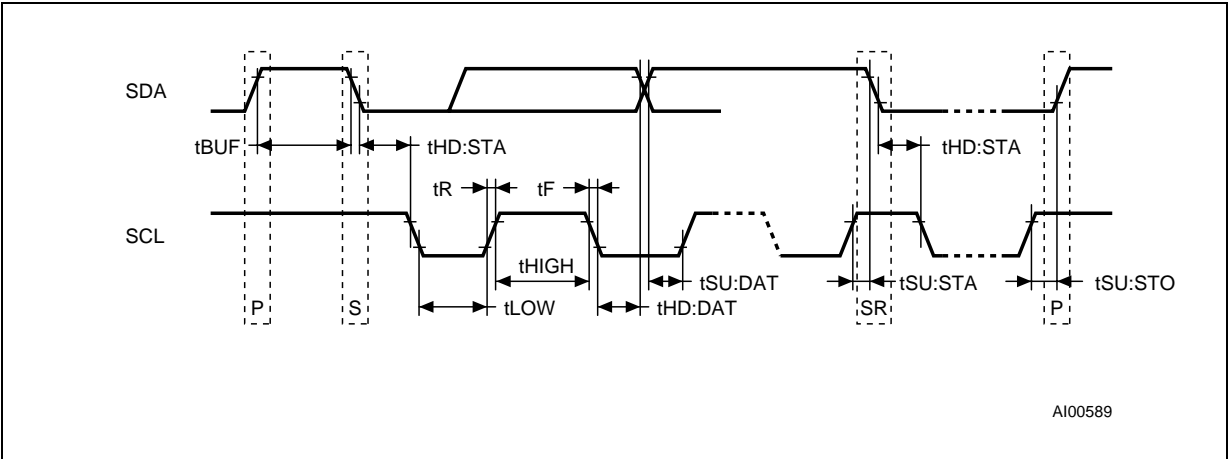 SDA
tBUF
tHD:STA
tHD:STA
tR
tF
SCL
tHIGH
tSU:DAT
tSU:STA
tSU:STO
P
S
tLOW
tHD:DAT
SR
P
AI00589